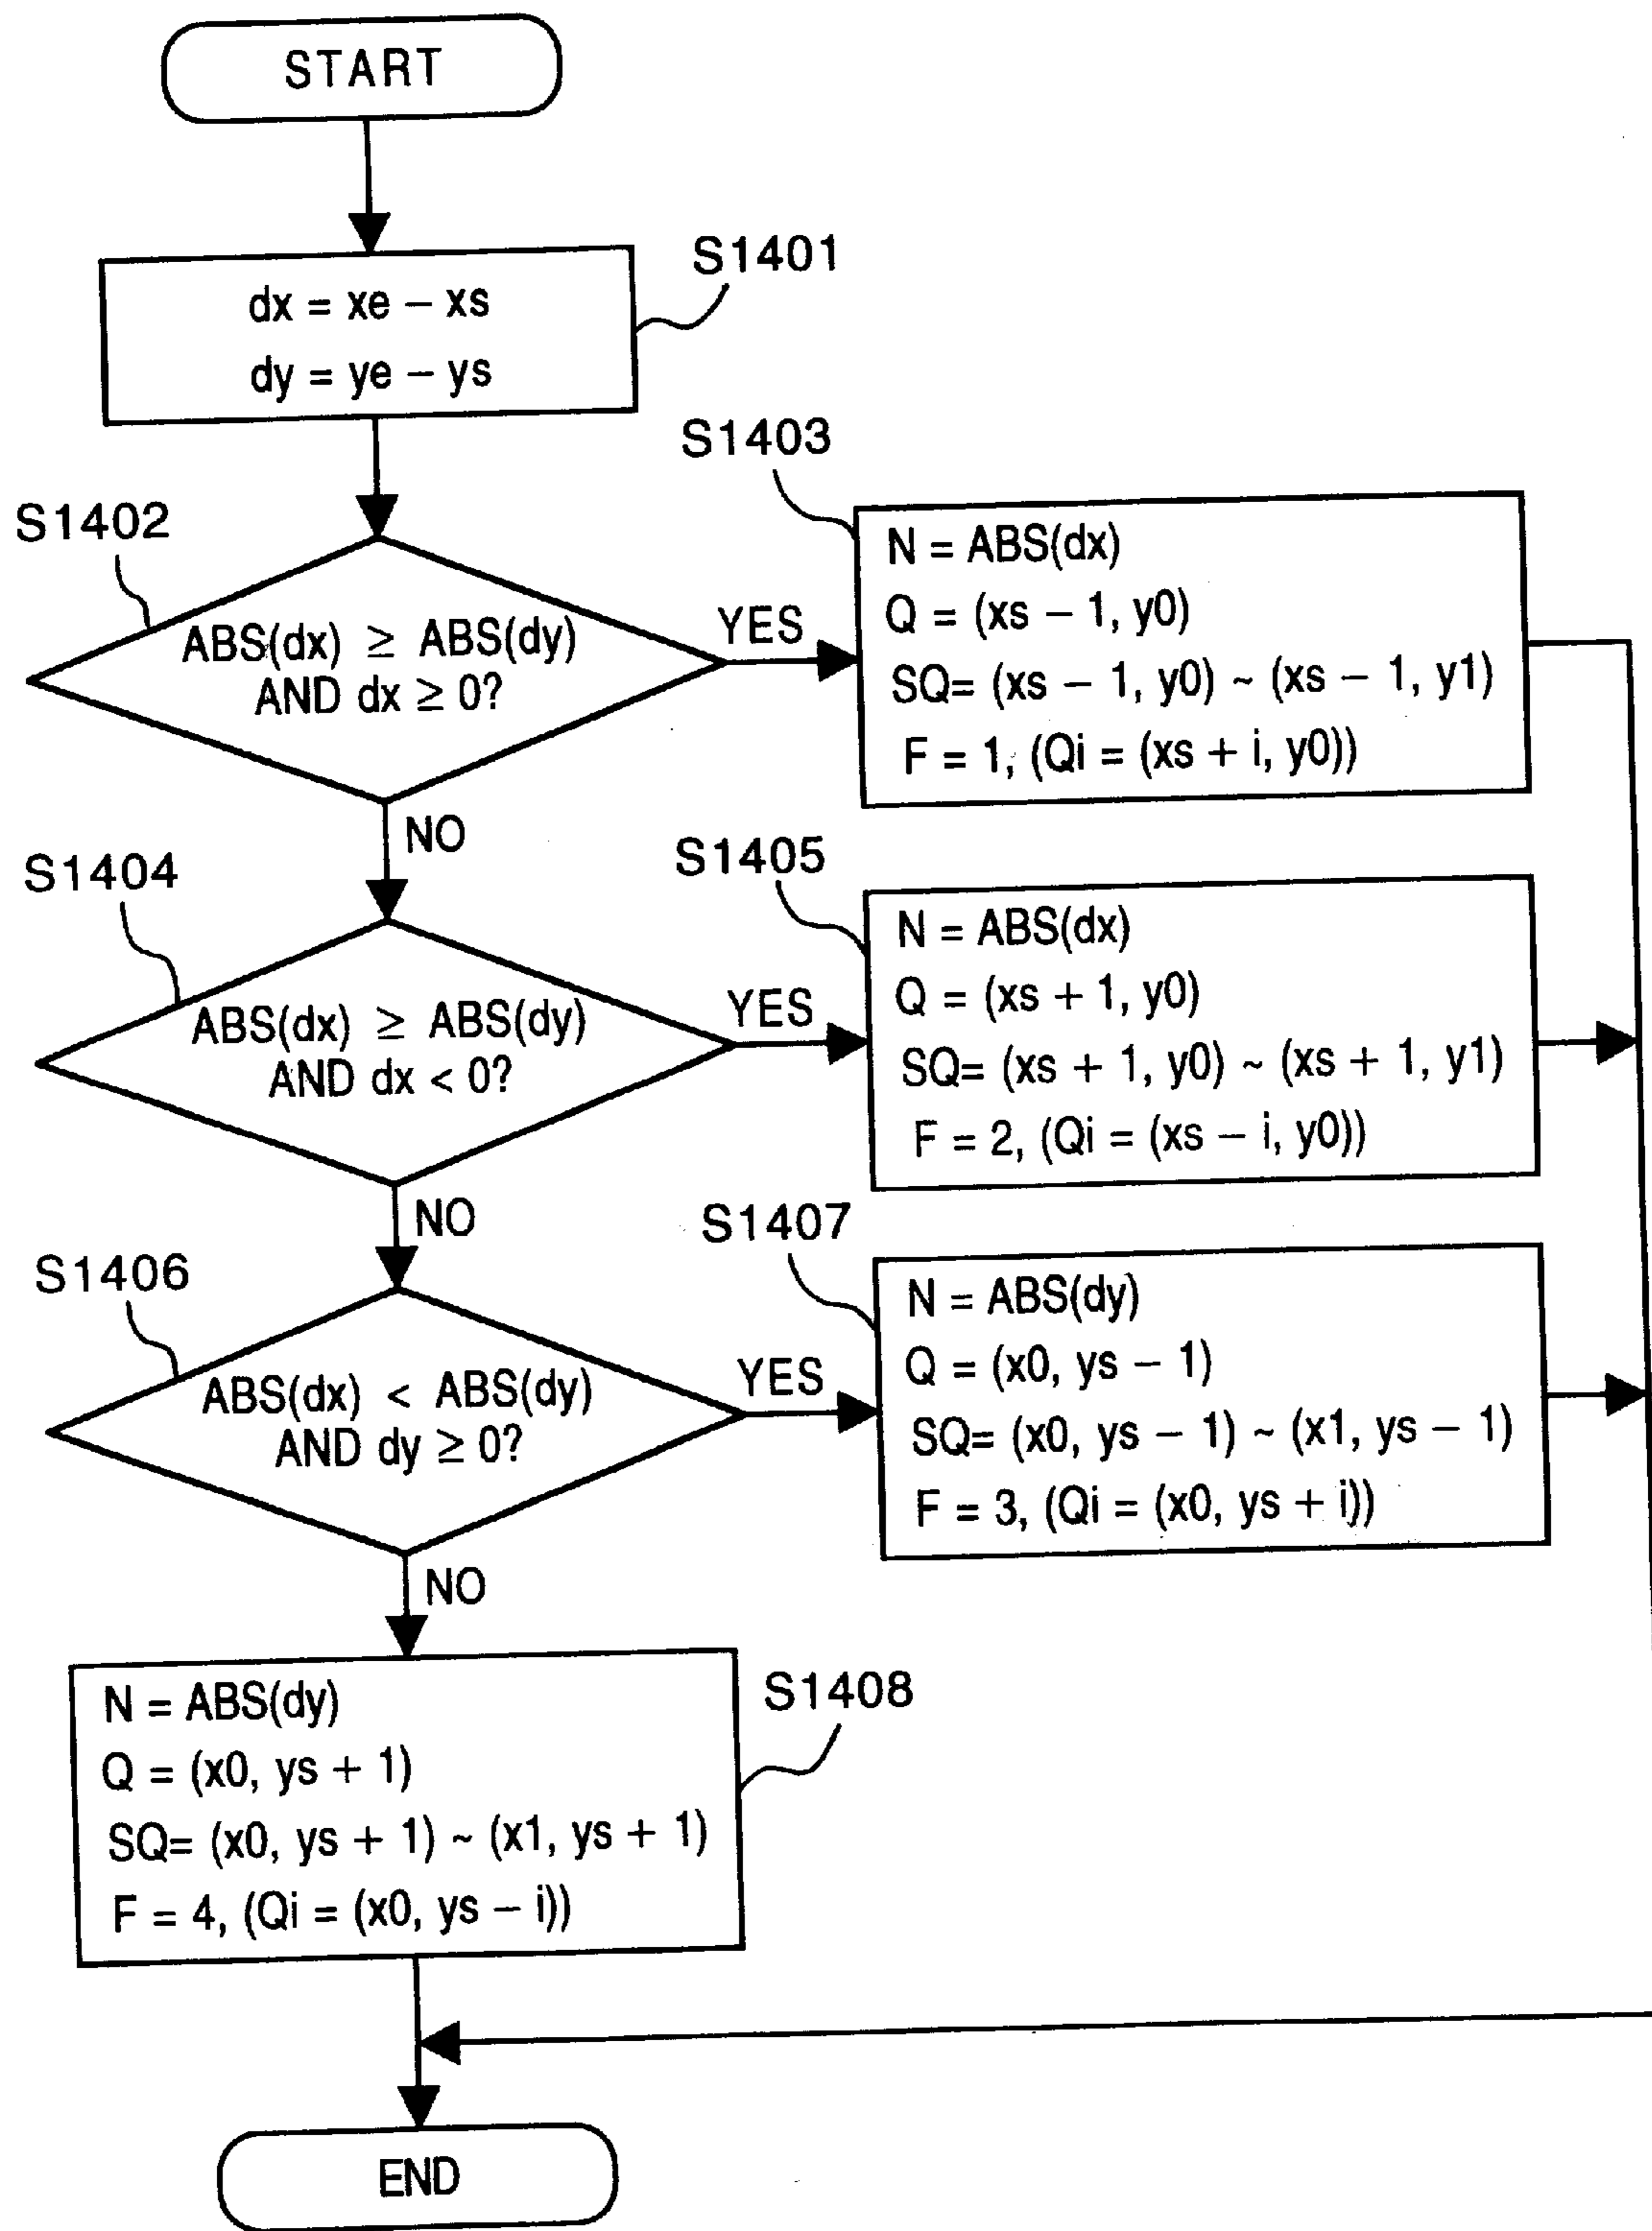 START
S1401
dx = xe – xs
dy = ye – ys
S1402
ABS(dx) ≥ ABS(dy)
AND dx ≥ 0?
YES
NO
S1403
N = ABS(dx)
Q = (xs – 1, y0)
SQ= (xs – 1, y0) ~ (xs – 1, y1)
F = 1, (Qi = (xs + i, y0))
S1404
ABS(dx) ≥ ABS(dy)
AND dx < 0?
YES
NO
S1405
N = ABS(dx)
Q = (xs + 1, y0)
SQ= (xs + 1, y0) ~ (xs + 1, y1)
F = 2, (Qi = (xs – i, y0))
S1406
ABS(dx) < ABS(dy)
AND dy ≥ 0?
YES
NO
S1407
N = ABS(dy)
Q = (x0, ys – 1)
SQ= (x0, ys – 1) ~ (x1, ys – 1)
F = 3, (Qi = (x0, ys + i))
S1408
N = ABS(dy)
Q = (x0, ys + 1)
SQ= (x0, ys + 1) ~ (x1, ys + 1)
F = 4, (Qi = (x0, ys – i))
END